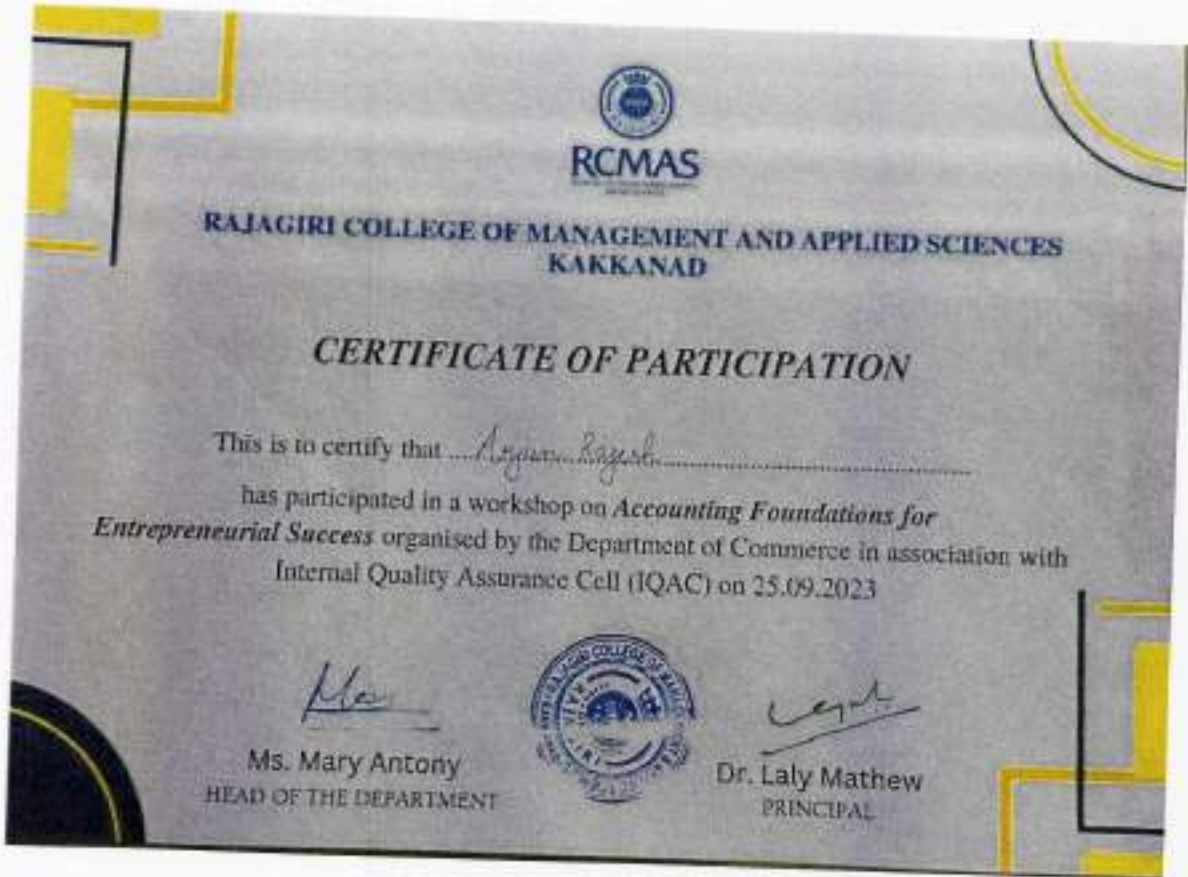 RCMAS
RAJAGIRI COLLEGE OF MANAGEMENT AND APPLIED SCIENCES
KAKKANAD
CERTIFICATE OF PARTICIPATION
This is to certify that ....Arjun Rajesh....................................................
has participated in a workshop on Accounting Foundations for
Entrepreneurial Success organised by the Department of Commerce in association with
Internal Quality Assurance Cell (IQAC) on 25.09.2023
Ms. Mary Antony
HEAD OF THE DEPARTMENT
Dr. Laly Mathew
PRINCIPAL